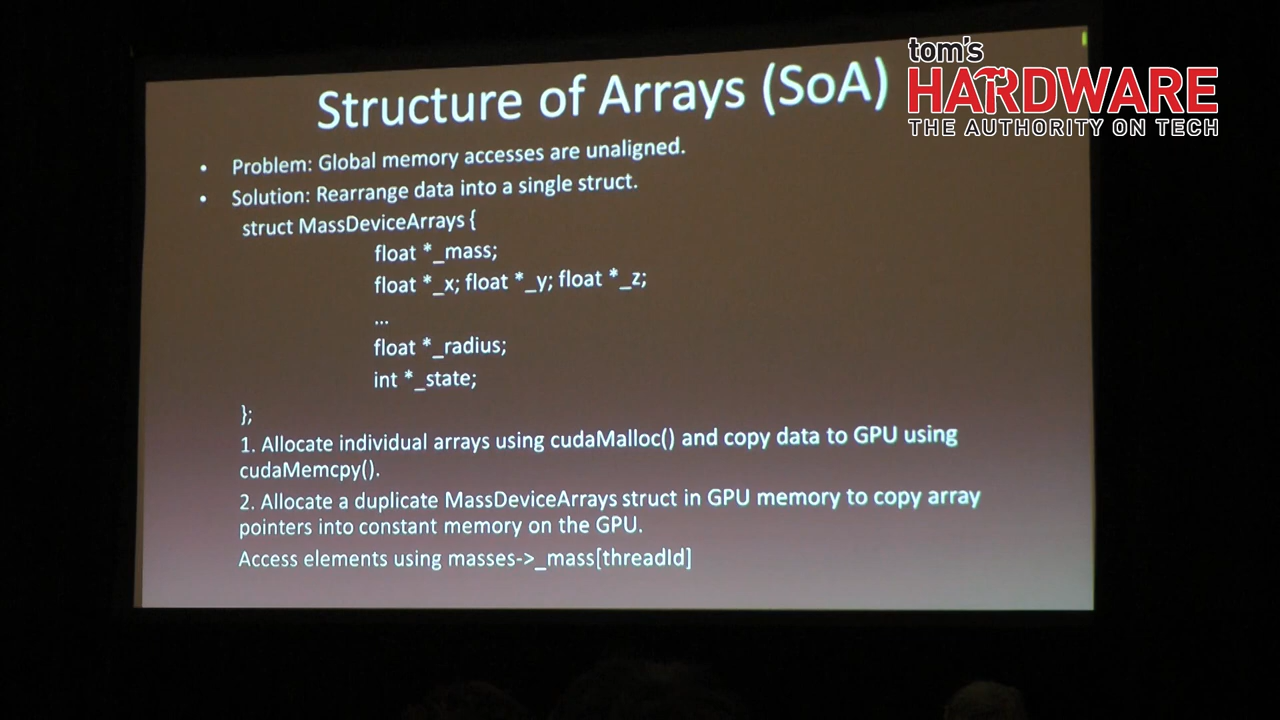 tom's
HARDWARE
THE AUTHORITY ON TECH
Structure of Arrays (SoA)
• Problem: Global memory accesses are unaligned.
• Solution: Rearrange data into a single struct.
struct MassDeviceArrays {
float *_mass;
float *_x; float *_y; float *_z;
...
float *_radius;
int *_state;
};
1. Allocate individual arrays using cudaMalloc() and copy data to GPU using
cudaMemcpy().
2. Allocate a duplicate MassDeviceArrays struct in GPU memory to copy array
pointers into constant memory on the GPU.
Access elements using masses->_mass[threadId]